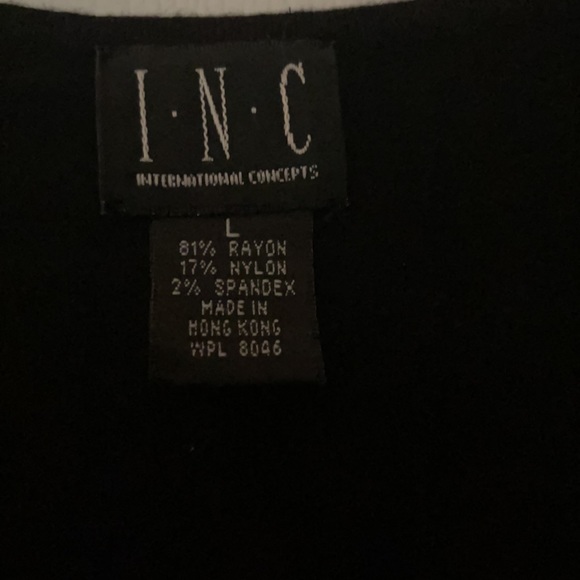 I·N·C
INTERNATIONAL CONCEPTS
L
81% RAYON
17% NYLON
2% SPANDEX
MADE IN
HONG KONG
WPL 8046